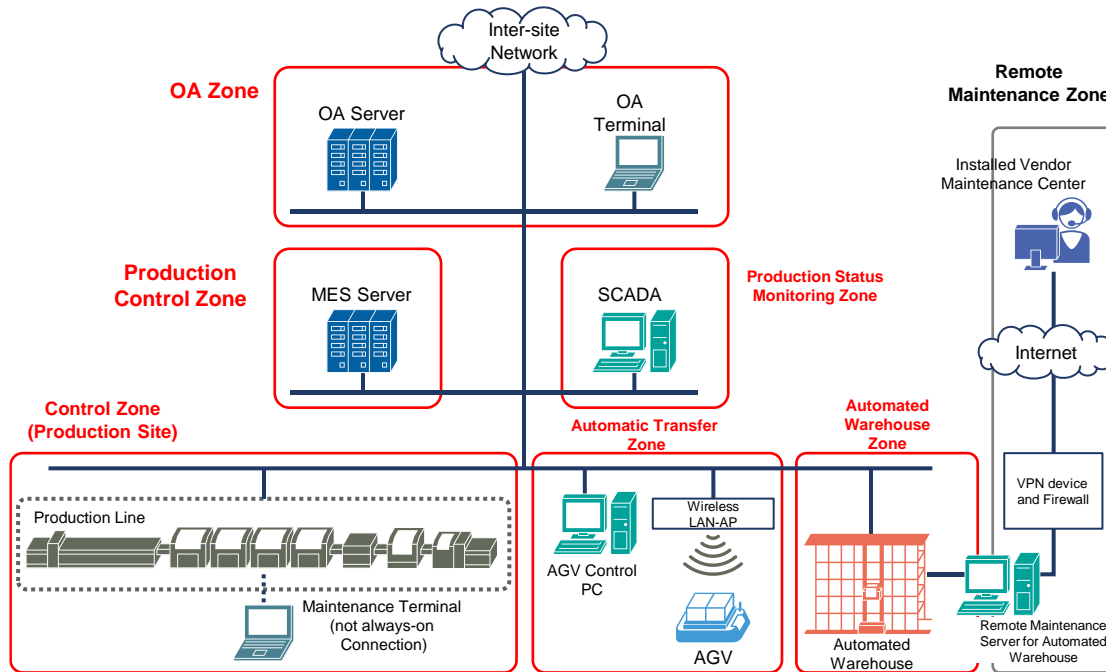 Inter-site
Network
OA Zone
OA Server
OA
Terminal
Remote
Maintenance Zone
Installed Vendor
Maintenance Center
Production
Control Zone
MES Server
SCADA
Production Status
Monitoring Zone
Internet
Control Zone
(Production Site)
Automatic Transfer
Zone
Automated
Warehouse
Zone
VPN device
and Firewall
Production Line
Wireless
LAN-AP
AGV Control
PC
Maintenance Terminal
(not always-on
Connection)
AGV
Automated
Warehouse
Remote Maintenance
Server for Automated
Warehouse